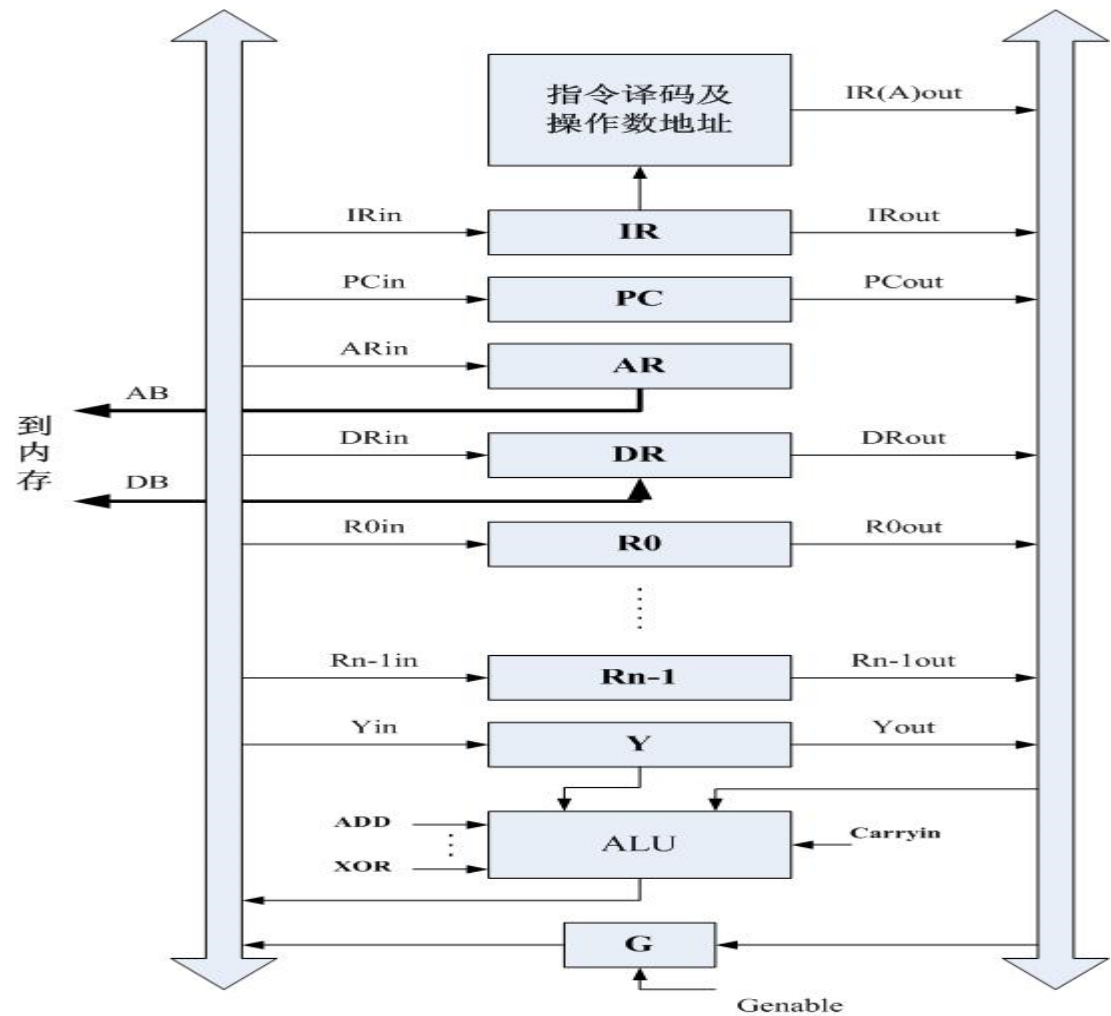 指令译码及
操作数地址
IR(A)out
IRin
IR
IRout
PCin
PC
PCout
ARin
AR
AB
到
内
存
DRin
DR
DRout
DB
R0in
R0
R0out
Rn-1in
Rn-1
Rn-1out
Yin
Y
Yout
ADD
XOR
ALU
Carryin
G
Genable